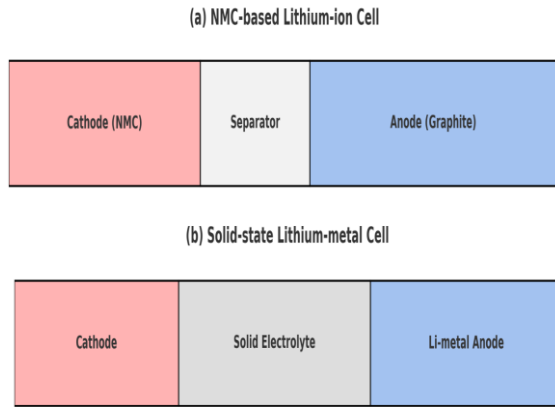 (a) NMC-based Lithium-ion Cell
Cathode (NMC)
Separator
Anode (Graphite)
(b) Solid-state Lithium-metal Cell
Cathode
Solid Electrolyte
Li-metal Anode